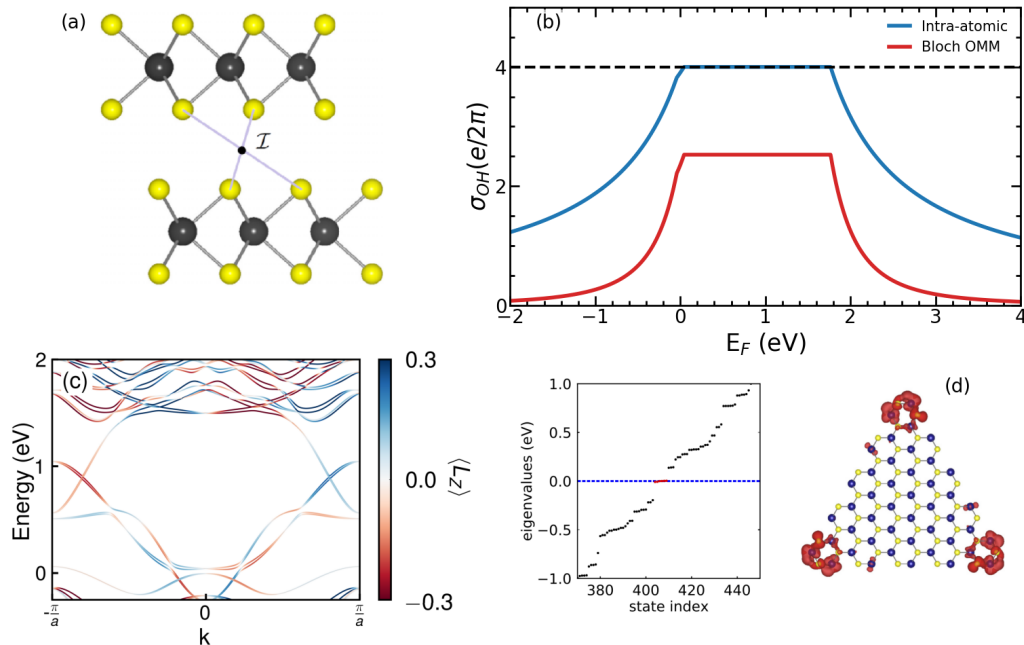 (a)
𝓘
(b)
Intra-atomic
Bloch OMM
σ_OH(e/2π)
4
2
0
−2
−1
0
1
2
3
4
E_F (eV)
(c)
Energy (eV)
2
1
0
-π/a
0
π/a
k
0.3
0.0
−0.3
⟨L_z⟩
(d)
eigenvalues (eV)
1.0
0.5
0.0
−0.5
−1.0
380
400
420
440
state index